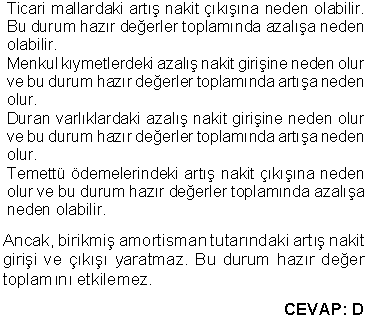 Ticari mallardaki artış nakit çıkışına neden olabilir.
Bu durum hazır değerler toplamında azalışa neden
olabilir.
Menkul kıymetlerdeki azalış nakit girişine neden olur
ve bu durum hazır değerler toplamında artışa neden
olur.
Duran varlıklardaki azalış nakit girişine neden olur
ve bu durum hazır değerler toplamında artışa neden
olur.
Temettü ödemelerindeki artış nakit çıkışına neden
olur ve bu durum hazır değerler toplamında azalışa
neden olabilir.
Ancak, birikmiş amortisman tutarındaki artış nakit
girişi ve çıkışı yaratmaz. Bu durum hazır değer
toplamını etkilemez.
CEVAP: D